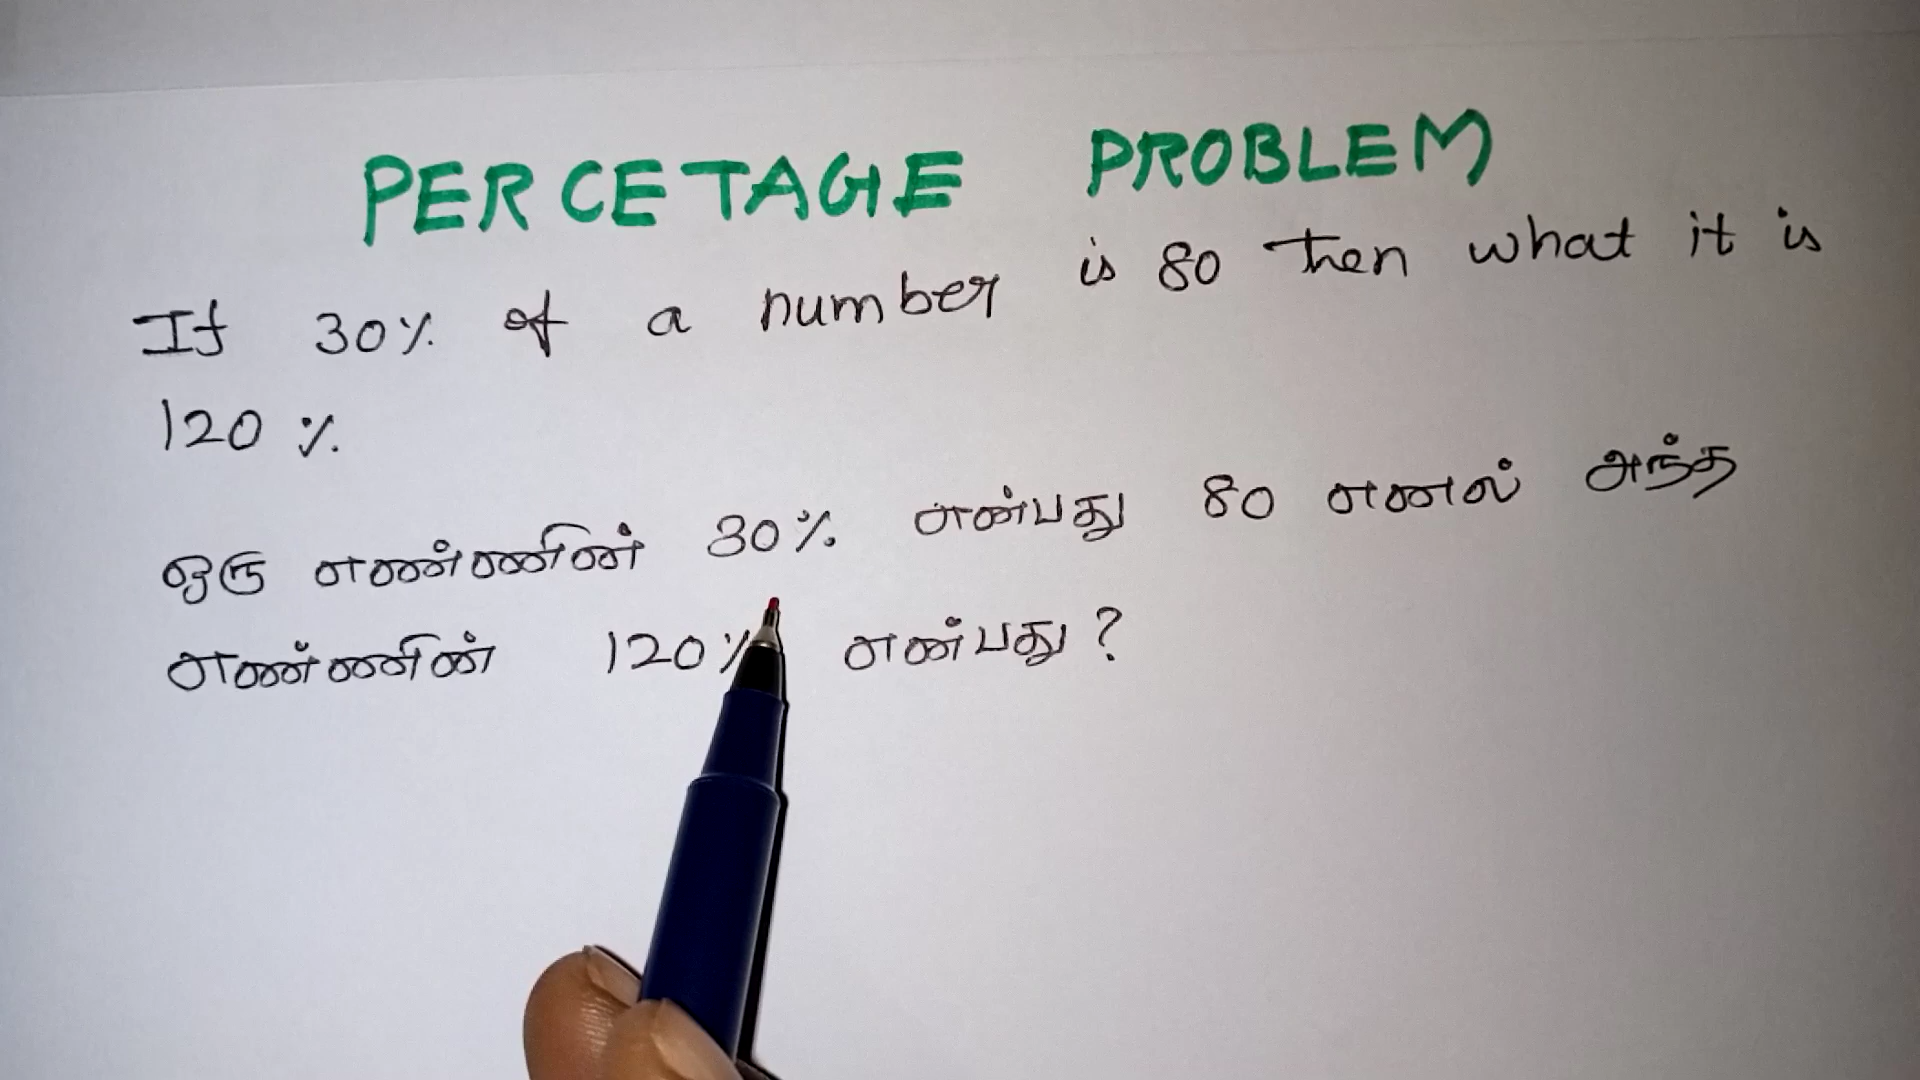 PERCETAGE PROBLEM
If 30% of a number is 80 then what it is
120 %.
ஒரு எண்ணின் 30% என்பது 80 எனில் அந்த
எண்ணின் 120% என்பது?